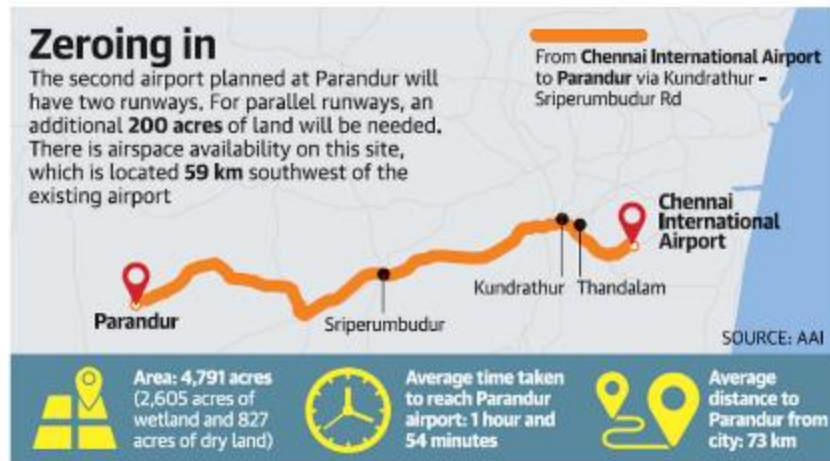 Zeroing in
The second airport planned at Parandur will
have two runways. For parallel runways, an
additional 200 acres of land will be needed.
There is airspace availability on this site,
which is located 59 km southwest of the
existing airport
From Chennai International Airport
to Parandur via Kundrathur -
Sriperumbudur Rd
Chennai
International
Airport
Kundrathur
Thandalam
Parandur
Sriperumbudur
SOURCE: AAI
Area: 4,791 acres
(2,605 acres of
wetland and 827
acres of dry land)
Average time taken
to reach Parandur
airport: 1 hour and
54 minutes
Average
distance to
Parandur from
city: 73 km